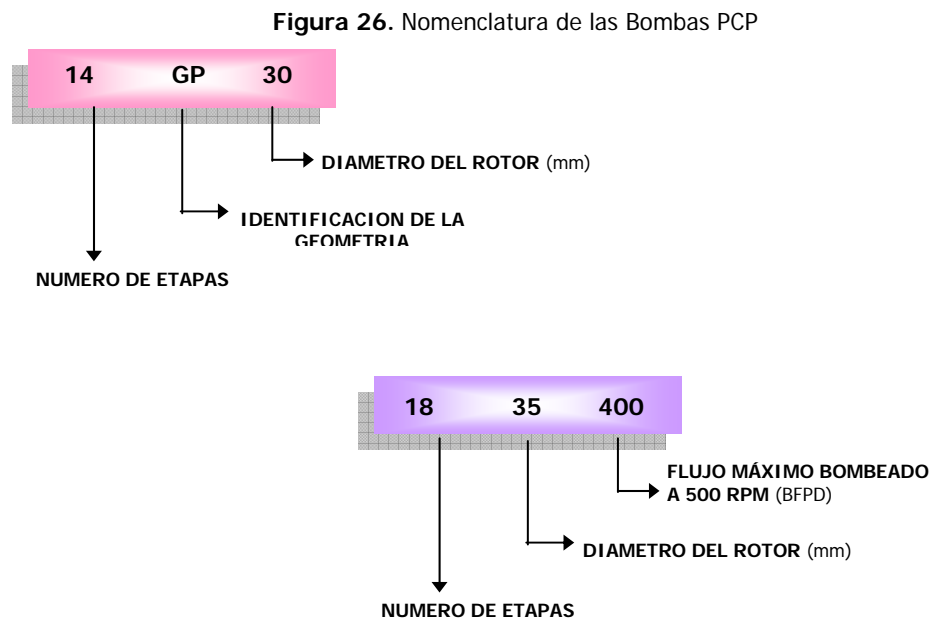 Figura 26. Nomenclatura de las Bombas PCP
14 GP 30
DIAMETRO DEL ROTOR (mm)
IDENTIFICACION DE LA
GEOMETRIA
NUMERO DE ETAPAS
18 35 400
FLUJO MÁXIMO BOMBEADO
A 500 RPM (BFPD)
DIAMETRO DEL ROTOR (mm)
NUMERO DE ETAPAS